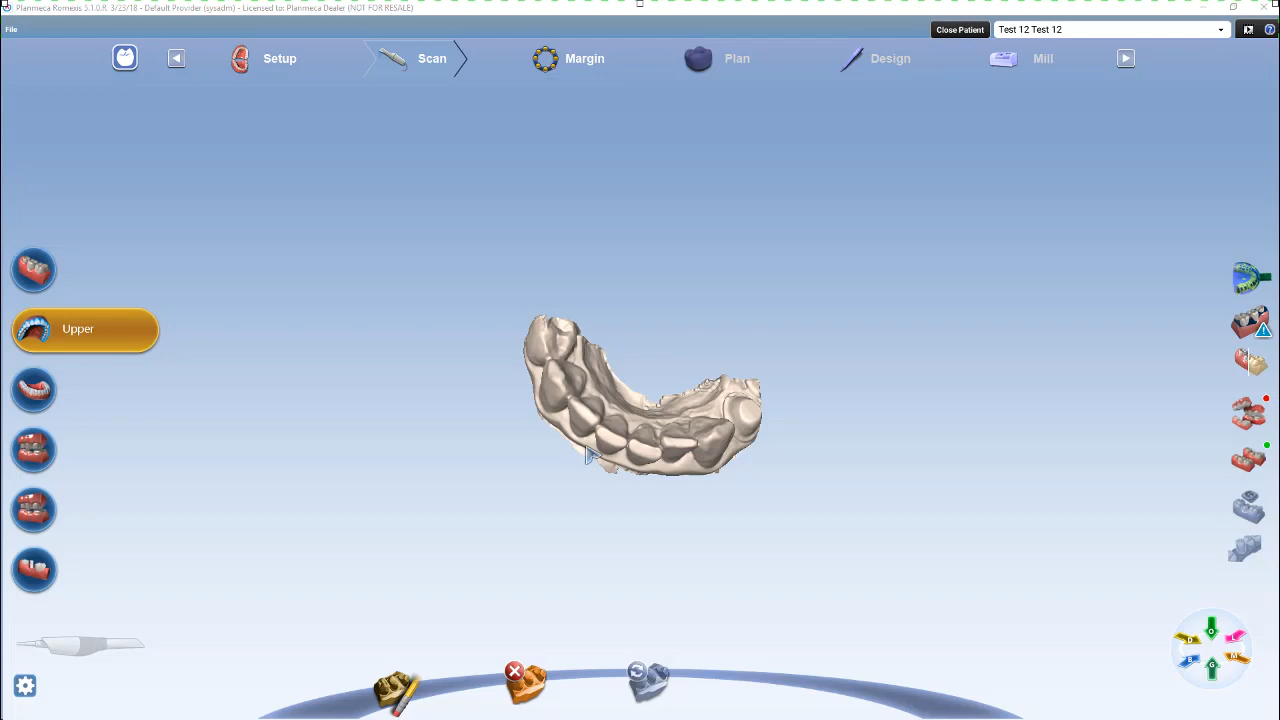 Planmeca Romexis 5.1.0.R  3/23/18 - Default Provider (sysadm) - Licensed to: Planmeca Dealer (NOT FOR RESALE)
File
Close Patient
Test 12 Test 12
Setup
Scan
Margin
Plan
Design
Mill
Upper
O
D
L
B
M
G